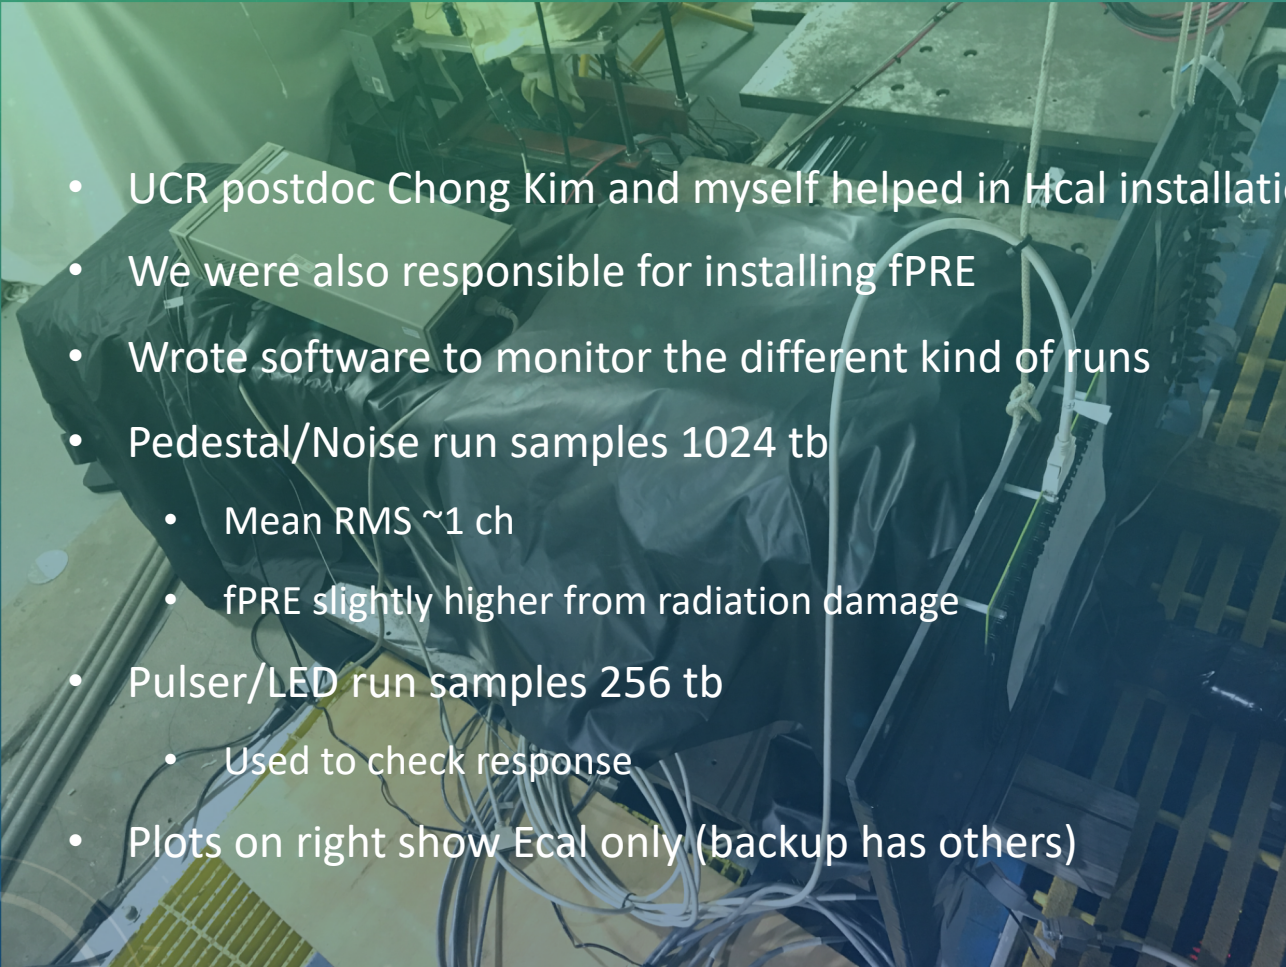 • UCR postdoc Chong Kim and myself helped in Hcal installati
• We were also responsible for installing fPRE
• Wrote software to monitor the different kind of runs
• Pedestal/Noise run samples 1024 tb
• Mean RMS ~1 ch
• fPRE slightly higher from radiation damage
• Pulser/LED run samples 256 tb
• Used to check response
• Plots on right show Ecal only (backup has others)